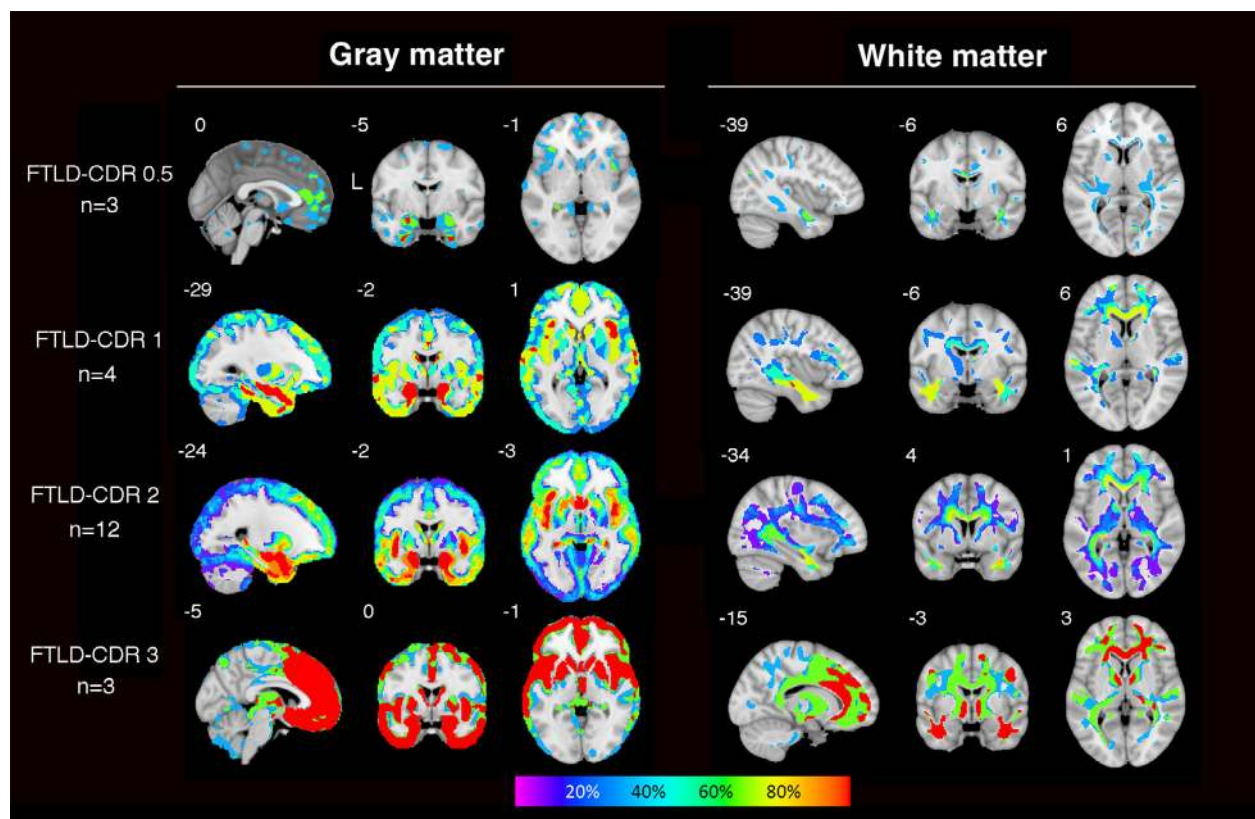 Gray matter
White matter
0 -5 -1 -39 -6 6
FTLD-CDR 0.5
n=3
L
-29 -2 1 -39 -6 6
FTLD-CDR 1
n=4
-24 -2 -3 -34 4 1
FTLD-CDR 2
n=12
-5 0 -1 -15 -3 3
FTLD-CDR 3
n=3
20% 40% 60% 80%